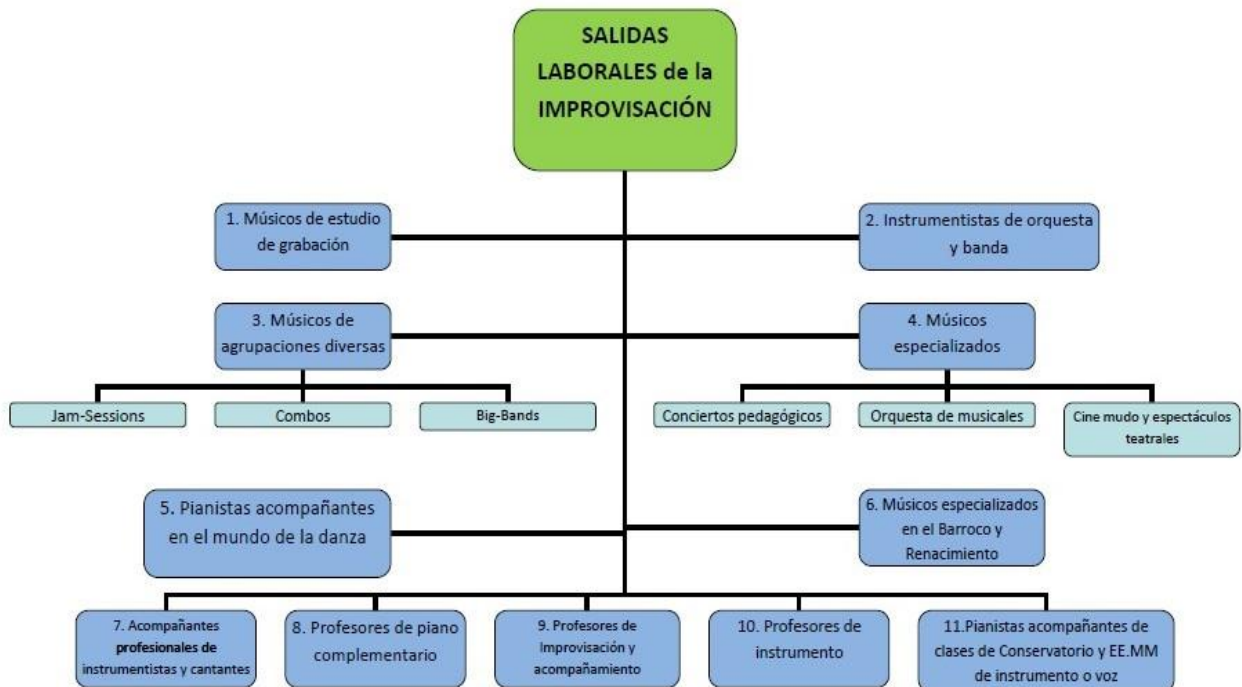 SALIDAS
LABORALES de la
IMPROVISACIÓN
1. Músicos de estudio
de grabación
2. Instrumentistas de orquesta
y banda
3. Músicos de
agrupaciones diversas
4. Músicos
especializados
Jam-Sessions
Combos
Big-Bands
Conciertos pedagógicos
Orquesta de musicales
Cine mudo y espectáculos
teatrales
5. Pianistas acompañantes
en el mundo de la danza
6. Músicos especializados
en el Barroco y
Renacimiento
7. Acompañantes
profesionales de
instrumentistas y cantantes
8. Profesores de piano
complementario
9. Profesores de
Improvisación y
acompañamiento
10. Profesores de
instrumento
11.Pianistas acompañantes de
clases de Conservatorio y EE.MM
de instrumento o voz